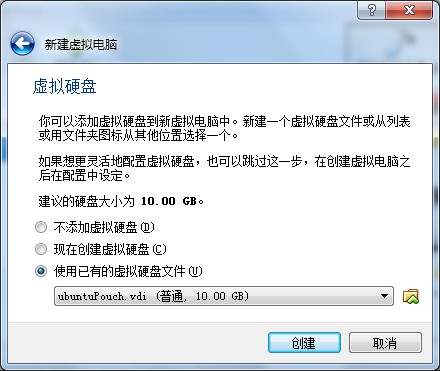 新建虚拟电脑
虚拟硬盘
你可以添加虚拟硬盘到新虚拟电脑中。新建一个虚拟硬盘文件或从列表
或用文件夹图标从其他位置选择一个。
如果想更灵活地配置虚拟硬盘，也可以跳过这一步，在创建虚拟电脑之
后在配置中设定。
建议的硬盘大小为 10.00 GB。
不添加虚拟硬盘(D)
现在创建虚拟硬盘(C)
使用已有的虚拟硬盘文件(U)
ubuntuPouch.vdi (普通, 10.00 GB)
创建 取消